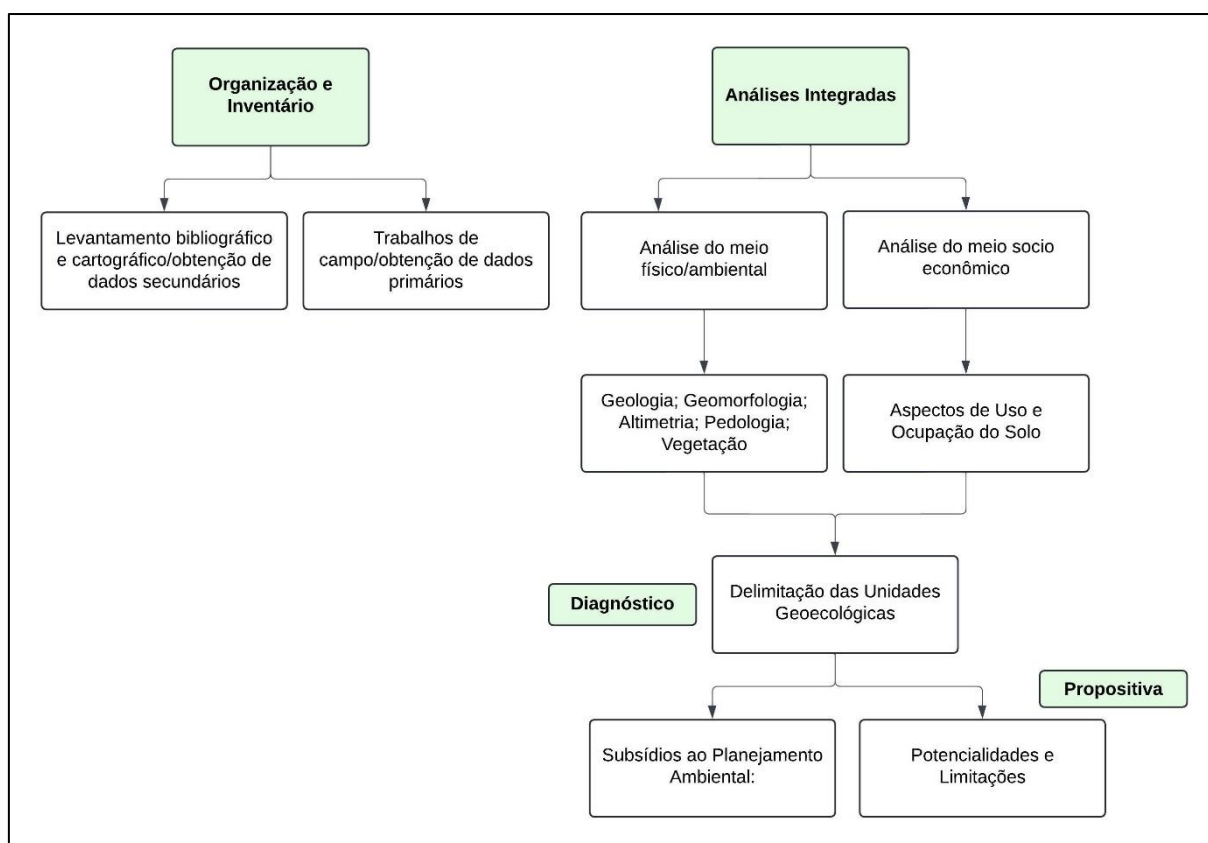 Organização e
Inventário
Análises Integradas
Levantamento bibliográfico
e cartográfico/obtenção de
dados secundários
Trabalhos de
campo/obtenção de dados
primários
Análise do meio
físico/ambiental
Análise do meio socio
econômico
Geologia; Geomorfologia;
Altimetria; Pedologia;
Vegetação
Aspectos de Uso e
Ocupação do Solo
Diagnóstico
Delimitação das Unidades
Geoecológicas
Propositiva
Subsídios ao Planejamento
Ambiental:
Potencialidades e
Limitações